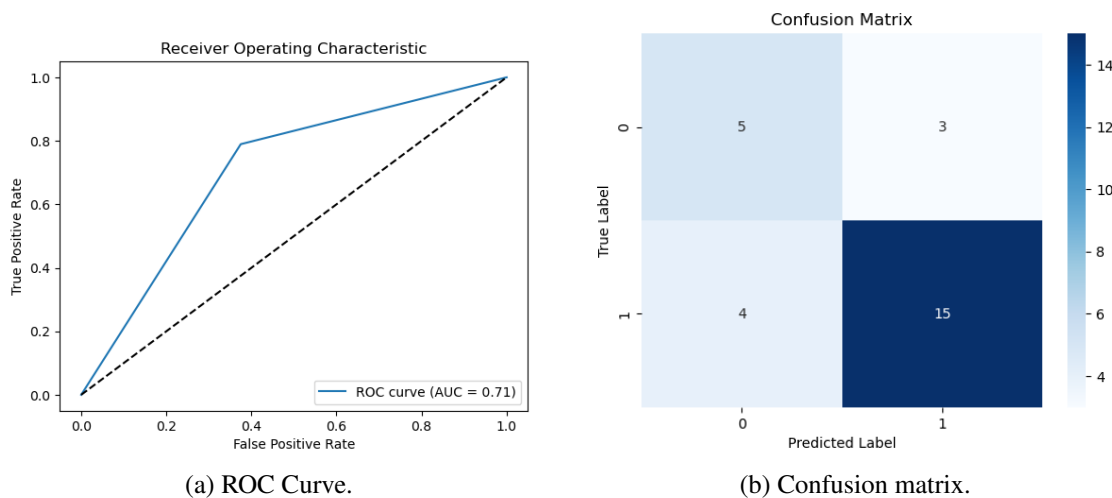 Receiver Operating Characteristic
True Positive Rate
1.0
0.8
0.6
0.4
0.2
0.0
ROC curve (AUC = 0.71)
0.0 0.2 0.4 0.6 0.8 1.0
False Positive Rate
(a) ROC Curve.
Confusion Matrix
True Label
0 5 3
1 4 15
0 1
Predicted Label
14
12
10
8
6
4
(b) Confusion matrix.